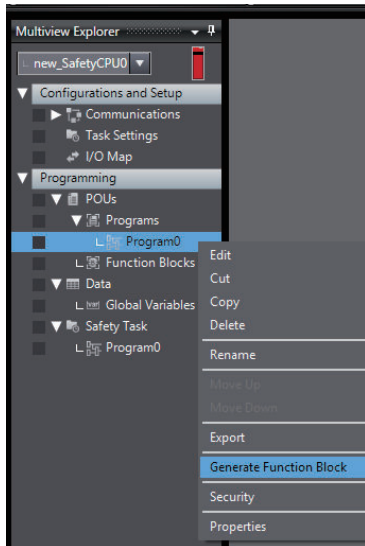 Multiview Explorer
new_SafetyCPU0
Configurations and Setup
Communications
Task Settings
I/O Map
Programming
POUs
Programs
Program0
Function Blocks
Data
Global Variables
Safety Task
Program0
Edit
Cut
Copy
Delete
Rename
Move Up
Move Down
Export
Generate Function Block
Security
Properties